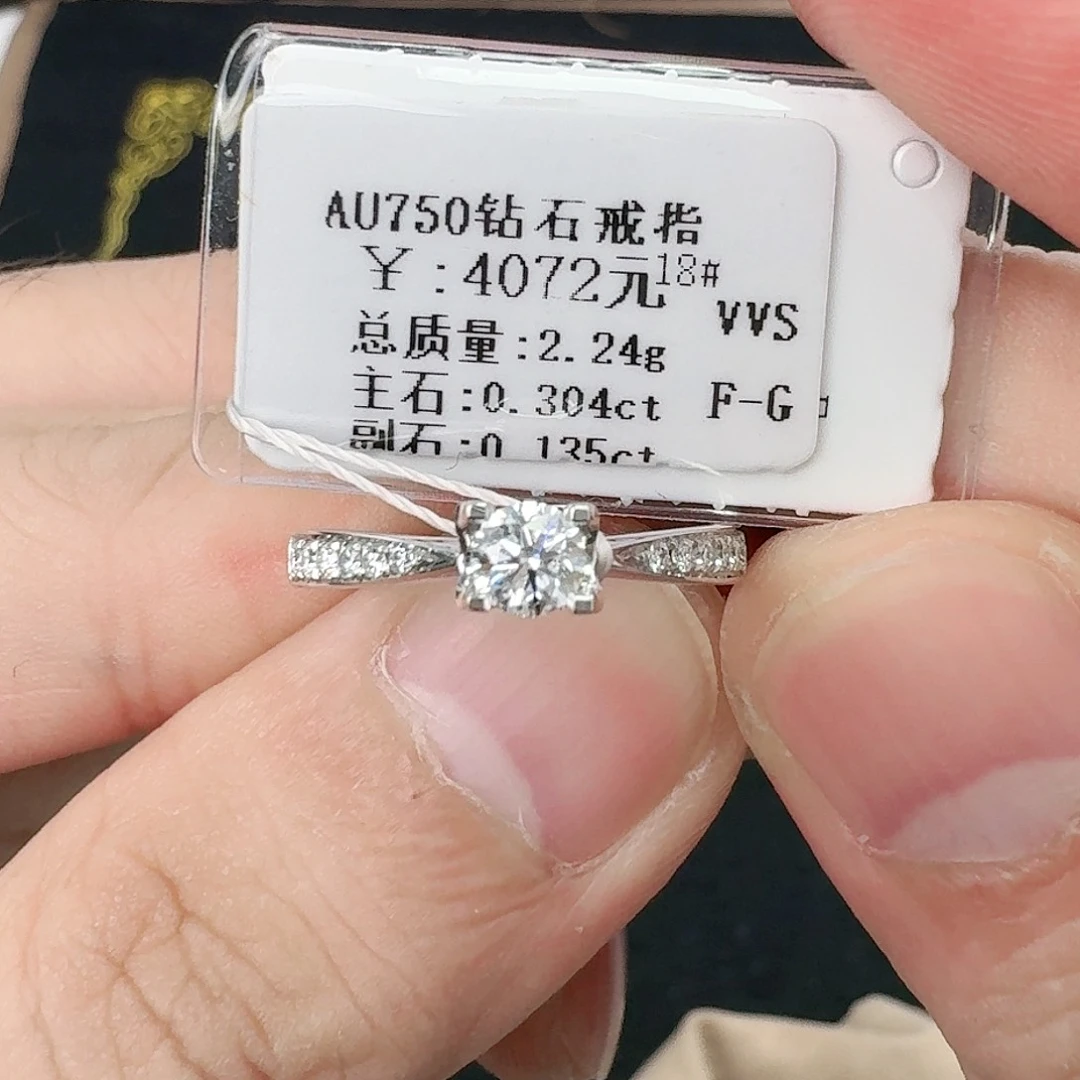 AU750钻石戒指
￥:4072元18#
VVS
总质量:2.24g
主石:0.304ct F-G
副石:0.135ct